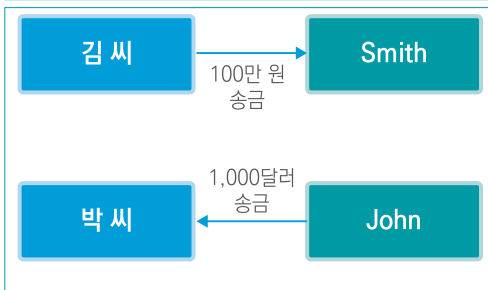 김 씨
Smith
100만 원
송금
1,000달러
송금
박 씨
John